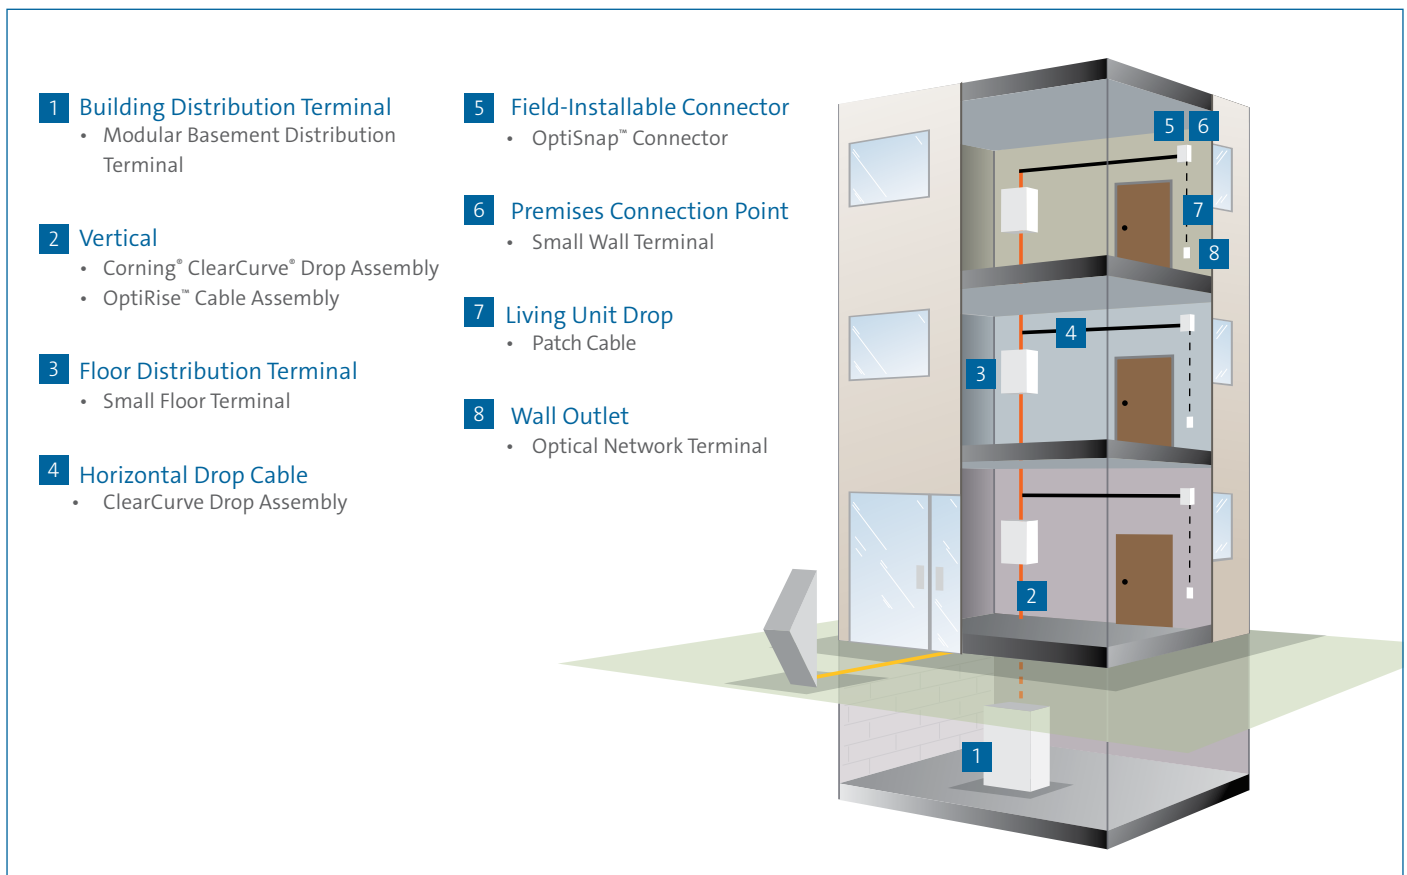 1 Building Distribution Terminal
• Modular Basement Distribution
Terminal
2 Vertical
• Corning® ClearCurve® Drop Assembly
• OptiRise™ Cable Assembly
3 Floor Distribution Terminal
• Small Floor Terminal
4 Horizontal Drop Cable
• ClearCurve Drop Assembly
5 Field-Installable Connector
• OptiSnap™ Connector
6 Premises Connection Point
• Small Wall Terminal
7 Living Unit Drop
• Patch Cable
8 Wall Outlet
• Optical Network Terminal
5 6
7
8
4
3
2
1